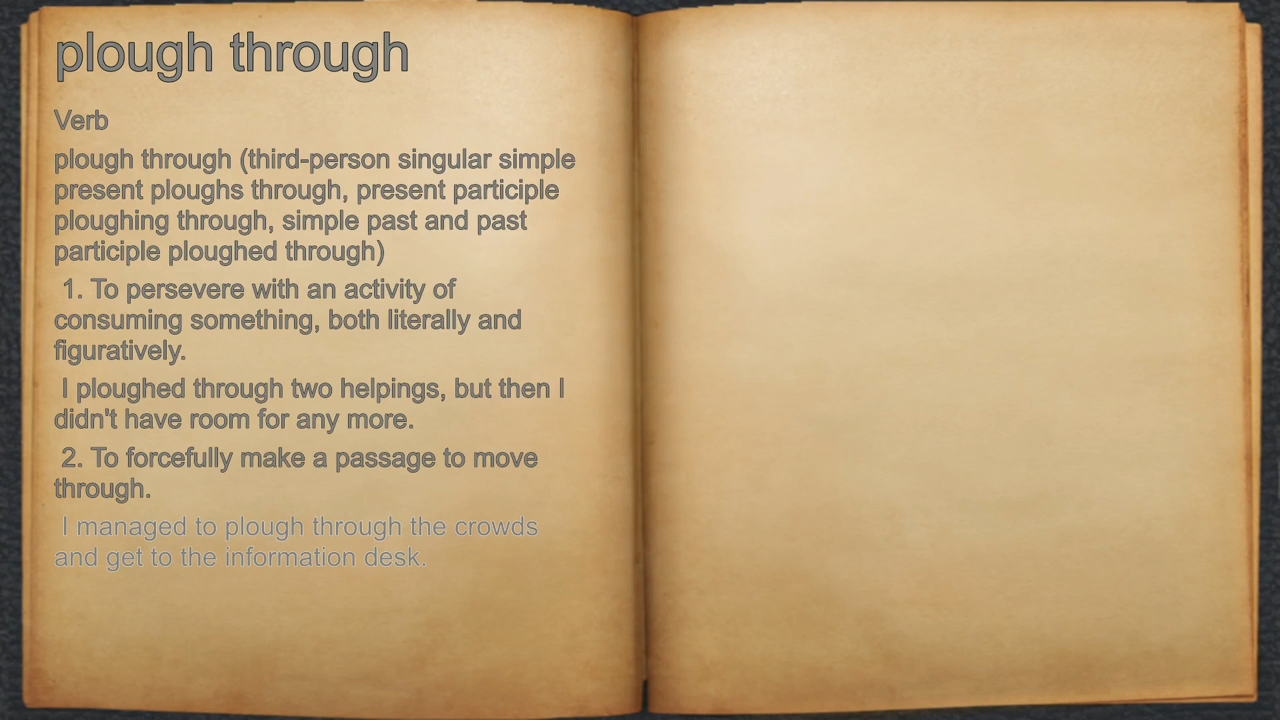 plough through
Verb
plough through (third-person singular simple
present ploughs through, present participle
ploughing through, simple past and past
participle ploughed through)
1. To persevere with an activity of
consuming something, both literally and
figuratively.
I ploughed through two helpings, but then I
didn't have room for any more.
2. To forcefully make a passage to move
through.
I managed to plough through the crowds
and get to the information desk.